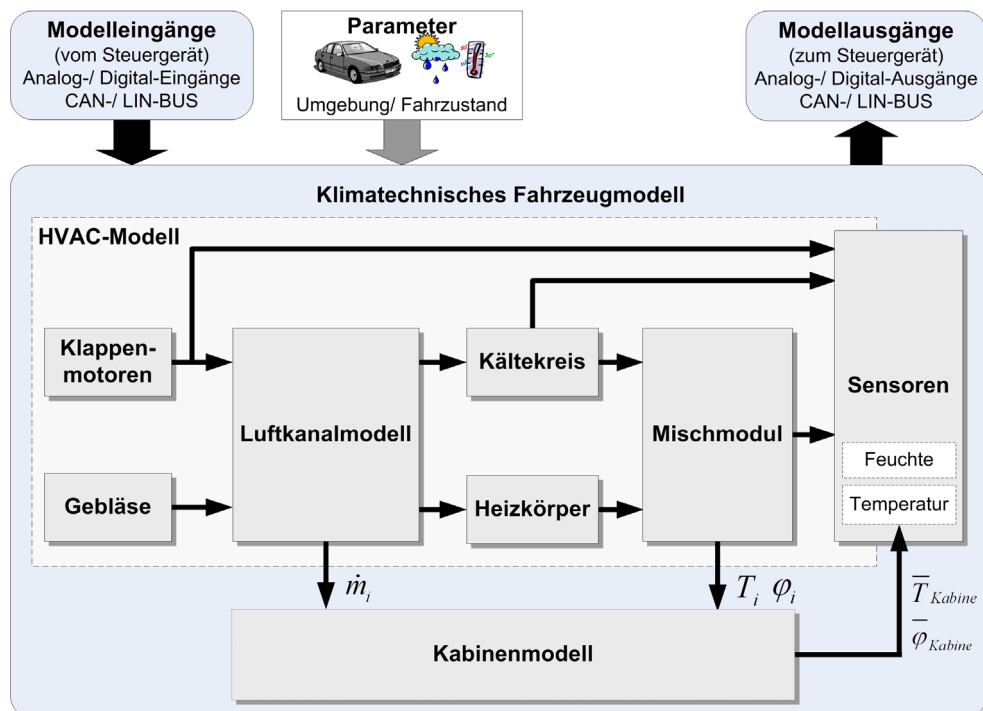 Modelleingänge
(vom Steuergerät)
Analog-/ Digital-Eingänge
CAN-/ LIN-BUS
Parameter
Umgebung/ Fahrzustand
Modellausgänge
(zum Steuergerät)
Analog-/ Digital-Ausgänge
CAN-/ LIN-BUS
Klimatechnisches Fahrzeugmodell
HVAC-Modell
Klappen-
motoren
Gebläse
Luftkanalmodell
Kältekreis
Heizkörper
Mischmodul
Sensoren
Feuchte
Temperatur
ṁᵢ
Tᵢ φᵢ
T̅ Kabine
φ̅ Kabine
Kabinenmodell